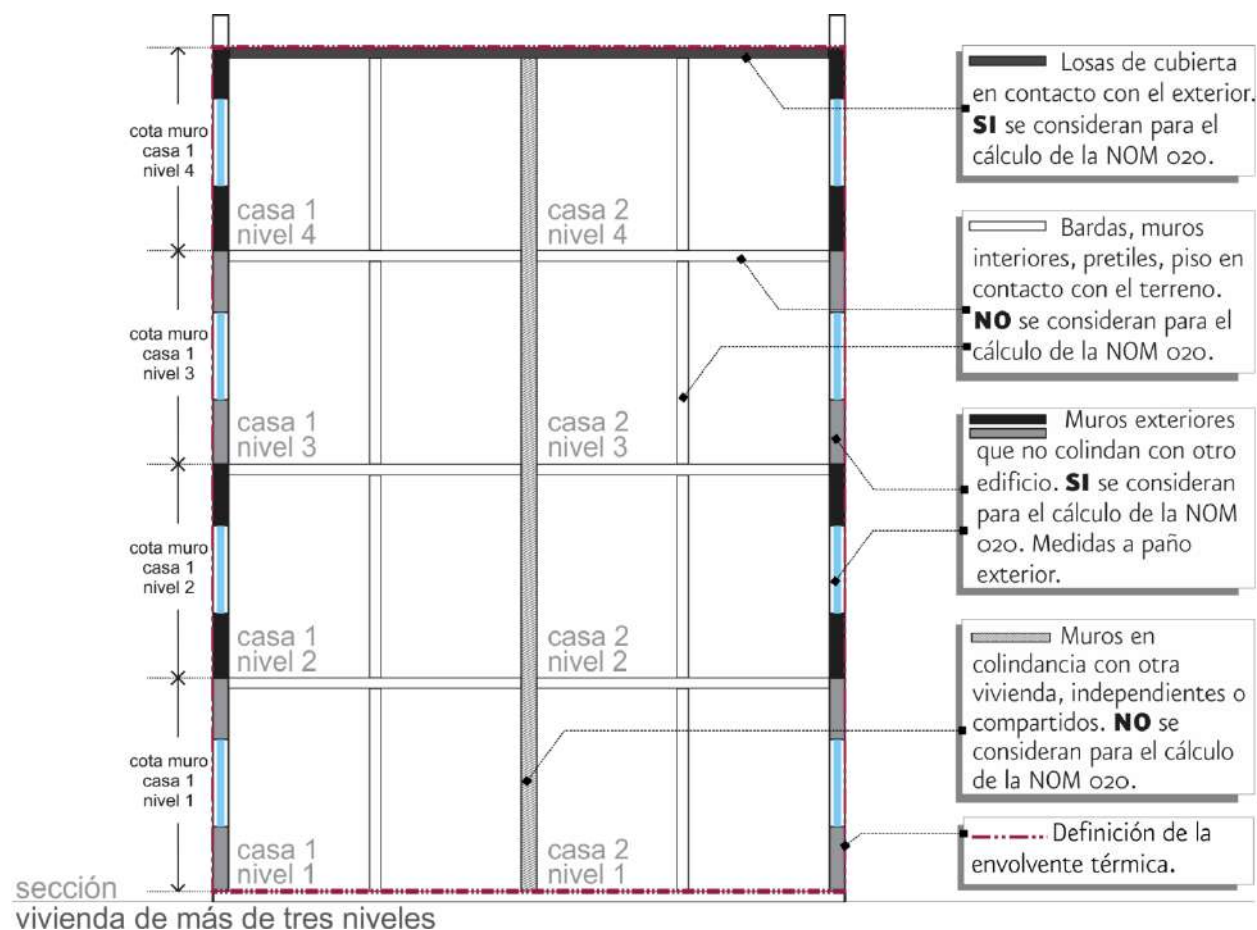 cota muro
casa 1
nivel 4
casa 1
nivel 4
casa 2
nivel 4
cota muro
casa 1
nivel 3
casa 1
nivel 3
casa 2
nivel 3
cota muro
casa 1
nivel 2
casa 1
nivel 2
casa 2
nivel 2
cota muro
casa 1
nivel 1
casa 1
nivel 1
casa 2
nivel 1
Losas de cubierta
en contacto con el exterior.
SI se consideran para el
cálculo de la NOM 020.
Bardas, muros
interiores, pretiles, piso en
contacto con el terreno.
NO se consideran para el
cálculo de la NOM 020.
Muros exteriores
que no colindan con otro
edificio. SI se consideran
para el cálculo de la NOM
020. Medidas a paño
exterior.
Muros en
colindancia con otra
vivienda, independientes o
compartidos. NO se
consideran para el cálculo
de la NOM 020.
Definición de la
envolvente térmica.
sección
vivienda de más de tres niveles